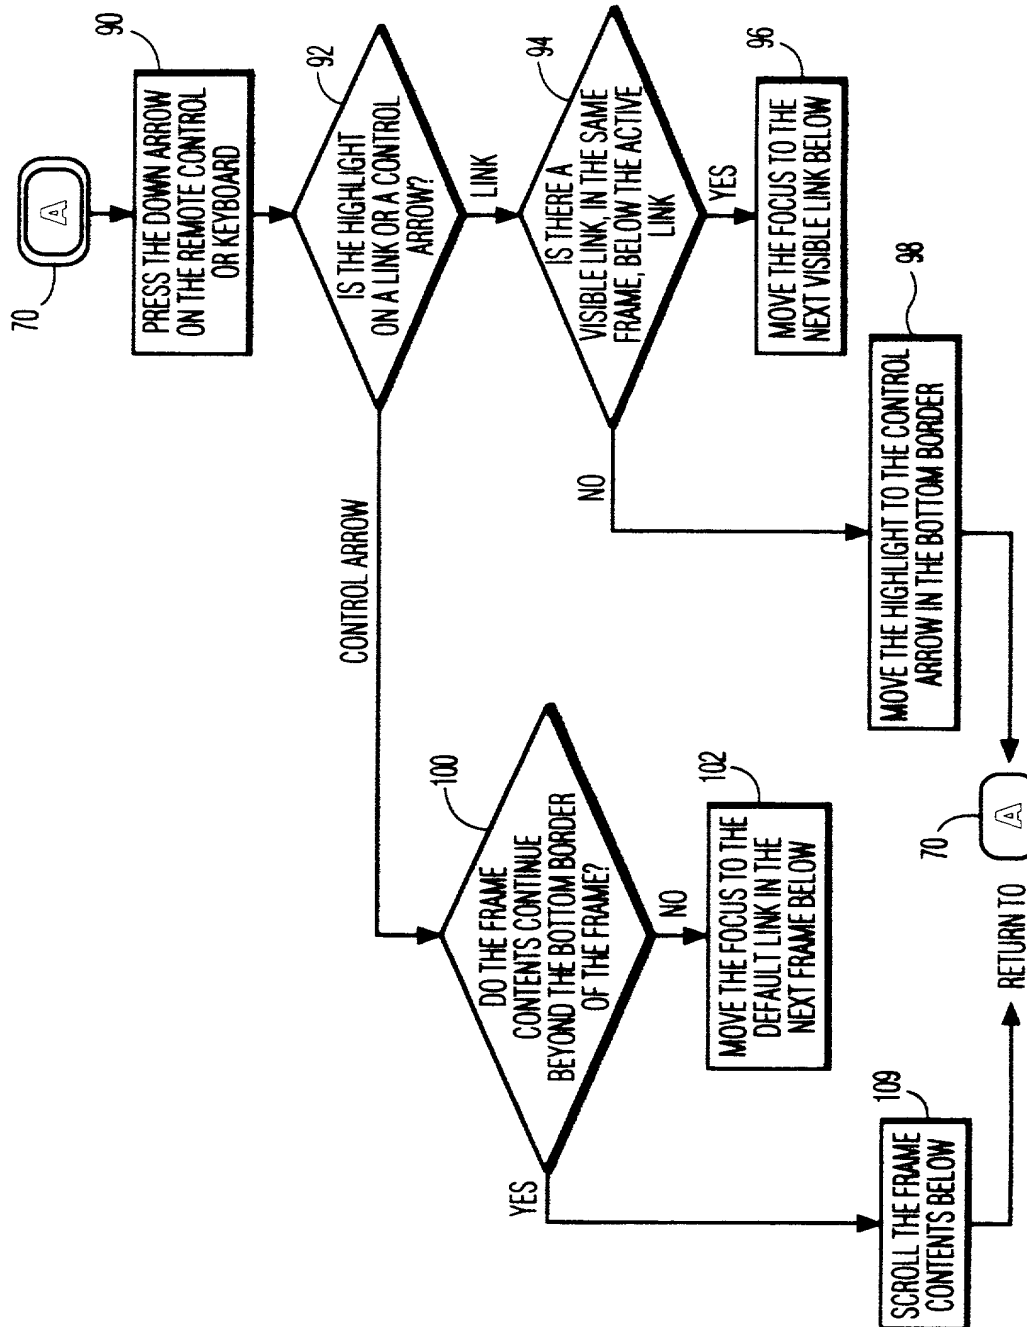 70
A
90
PRESS THE DOWN ARROW
ON THE REMOTE CONTROL
OR KEYBOARD
92
IS THE HIGHLIGHT
ON A LINK OR A CONTROL
ARROW?
LINK
CONTROL ARROW
94
IS THERE A
VISIBLE LINK, IN THE SAME
FRAME, BELOW THE ACTIVE
LINK
YES
NO
96
MOVE THE FOCUS TO THE
NEXT VISIBLE LINK BELOW
98
MOVE THE HIGHLIGHT TO THE CONTROL
ARROW IN THE BOTTOM BORDER
100
DO THE FRAME
CONTENTS CONTINUE
BEYOND THE BOTTOM BORDER
OF THE FRAME?
NO
YES
102
MOVE THE FOCUS TO THE
DEFAULT LINK IN THE
NEXT FRAME BELOW
109
SCROLL THE FRAME
CONTENTS BELOW
RETURN TO
70
A